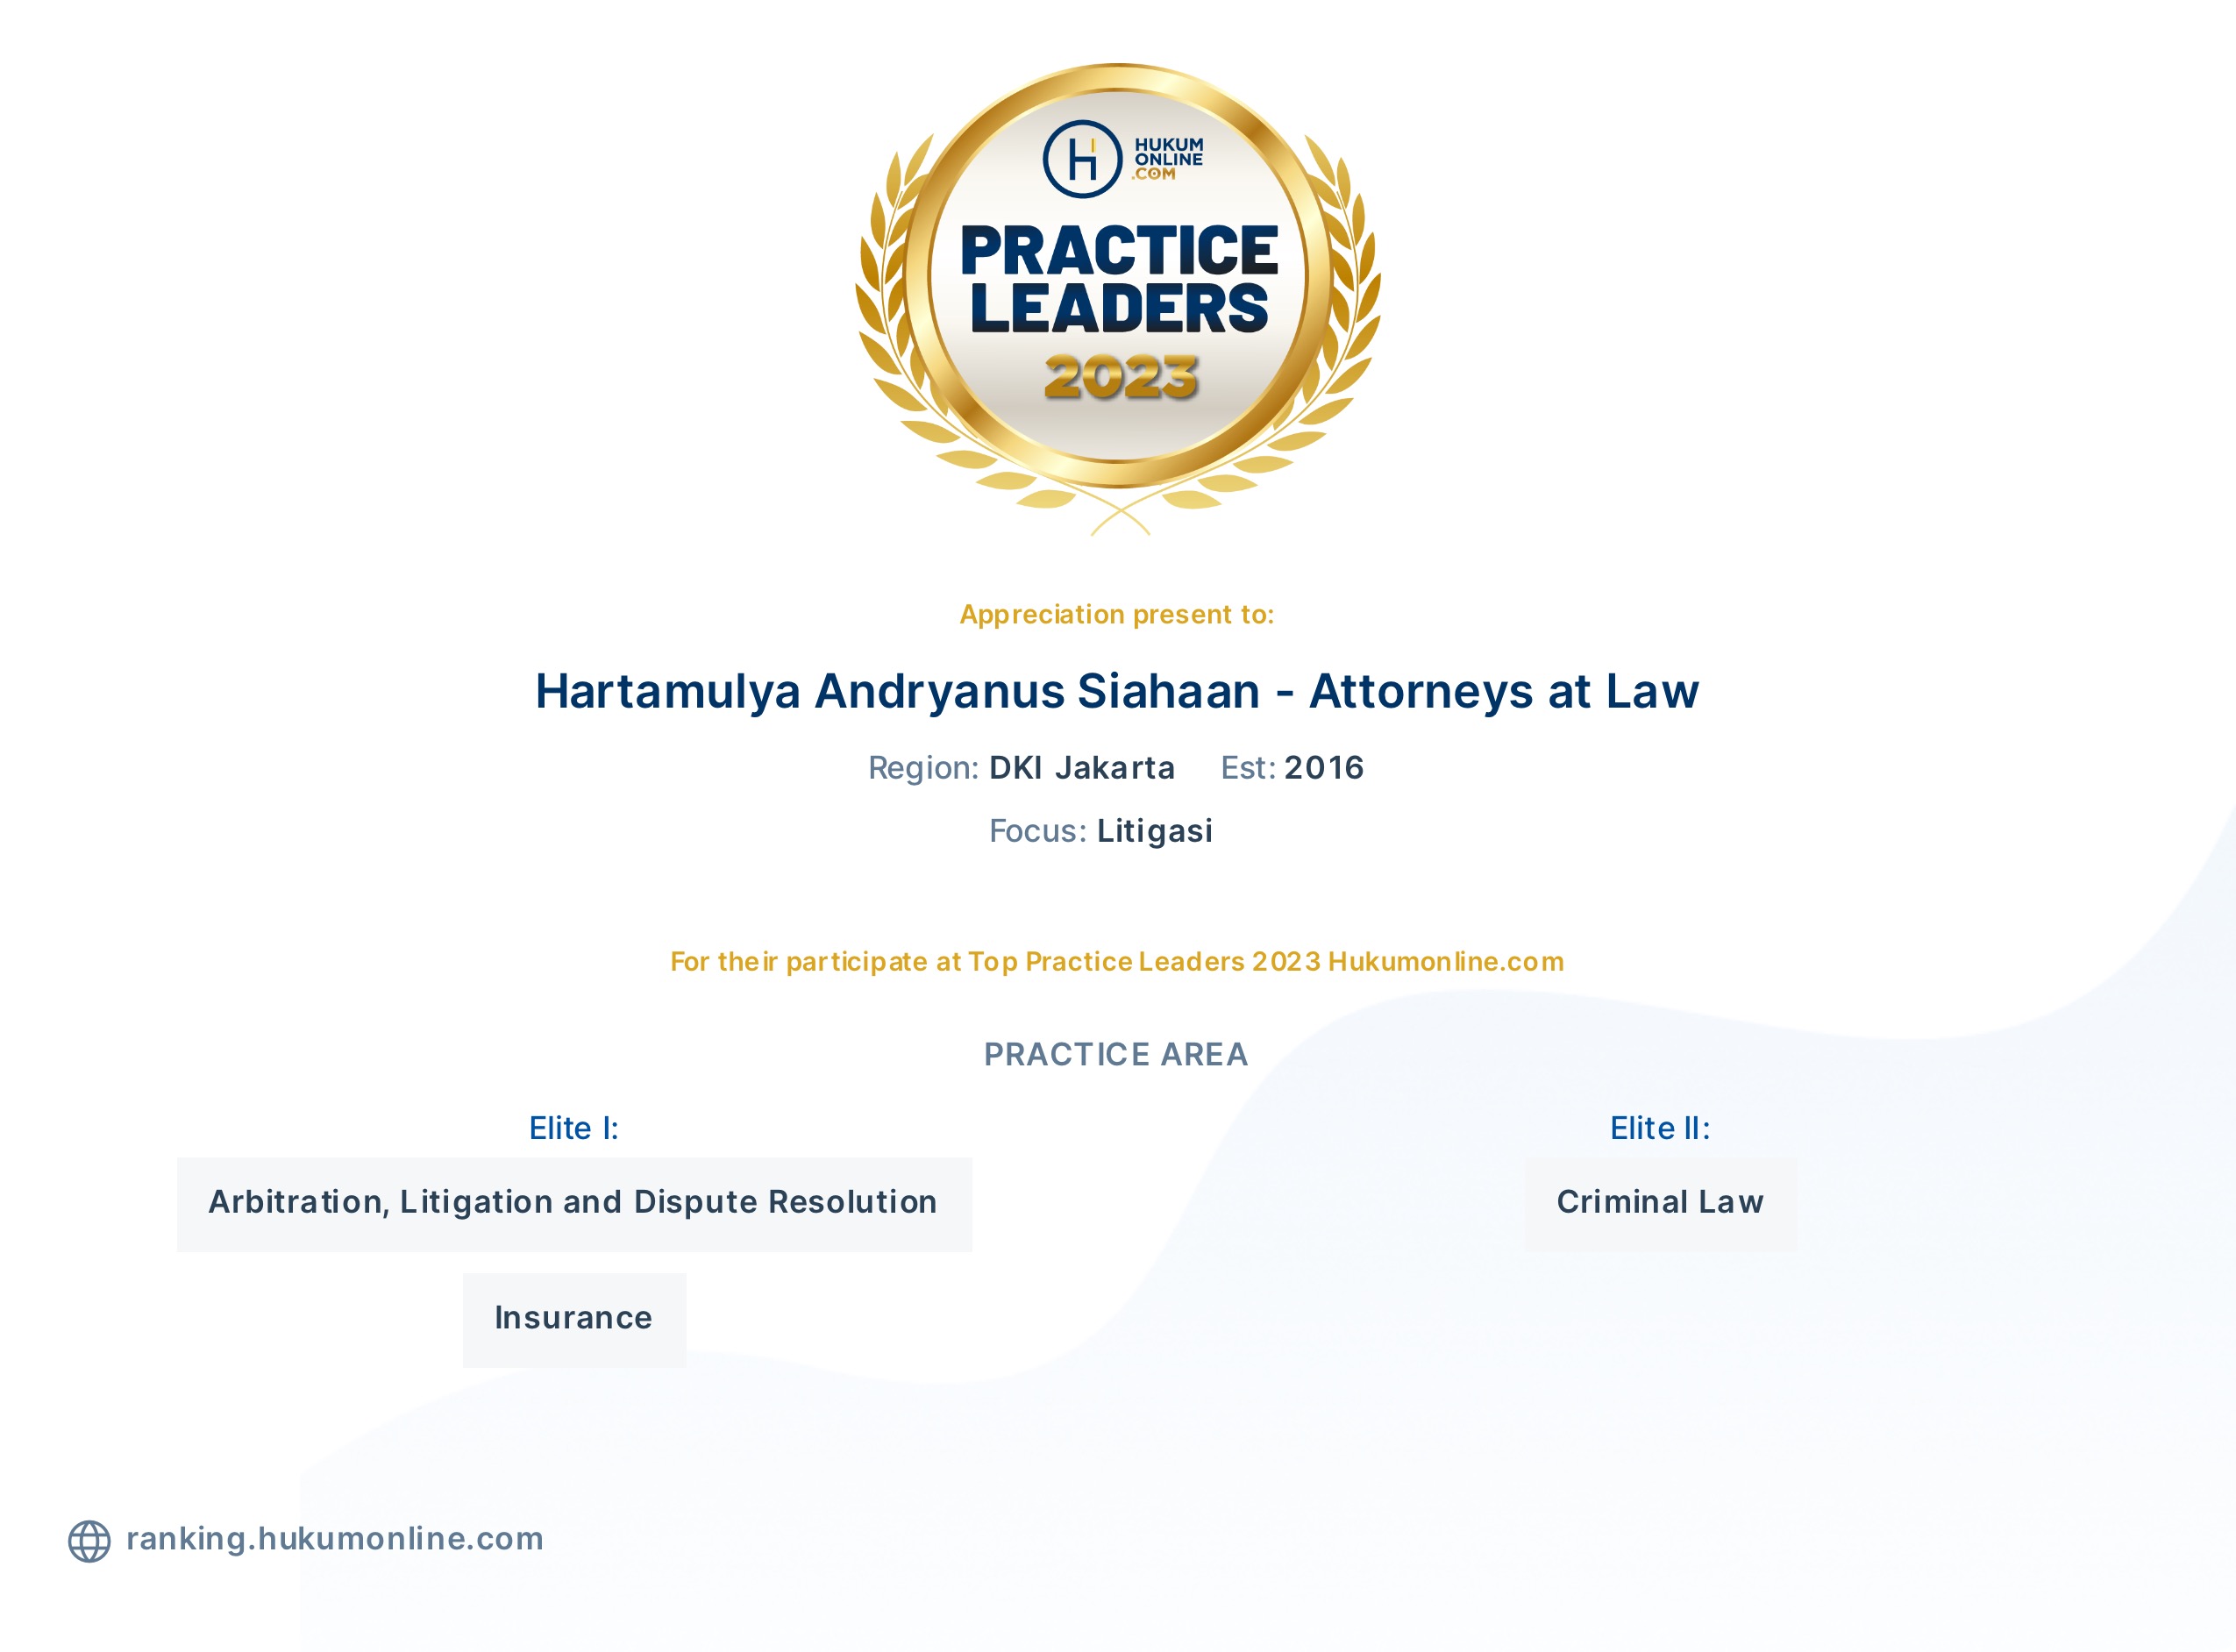 HUKUM
ONLINE
.COM
PRACTICE
LEADERS
2023
Appreciation present to:
Hartamulya Andryanus Siahaan - Attorneys at Law
Region: DKI Jakarta Est: 2016
Focus: Litigasi
For their participate at Top Practice Leaders 2023 Hukumonline.com
PRACTICE AREA
Elite I:
Arbitration, Litigation and Dispute Resolution
Insurance
Elite II:
Criminal Law
ranking.hukumonline.com